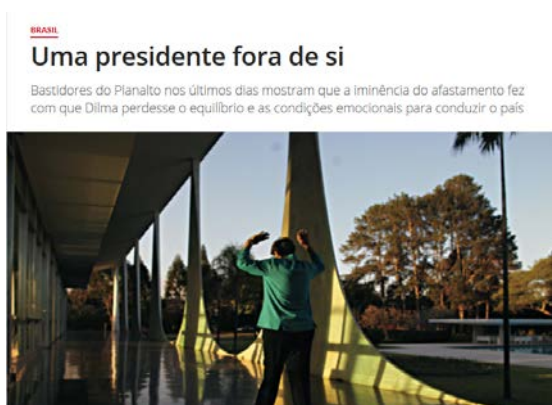 BRASIL
Uma presidente fora de si
Bastidores do Planalto nos últimos dias mostram que a iminência do afastamento fez
com que Dilma perdesse o equilíbrio e as condições emocionais para conduzir o país